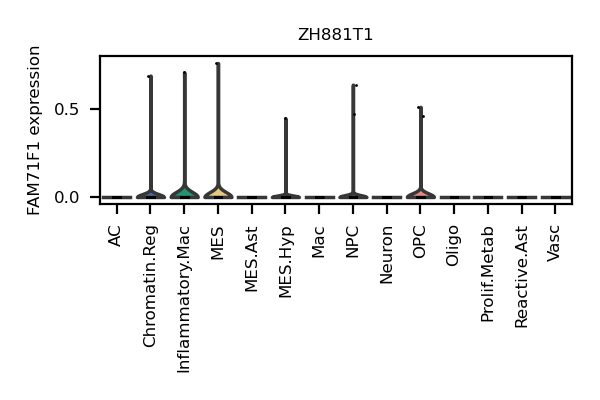 ZH881T1
FAM71F1 expression
0.5
0.0
AC
Chromatin.Reg
Inflammatory.Mac
MES
MES.Ast
MES.Hyp
Mac
NPC
Neuron
OPC
Oligo
Prolif.Metab
Reactive.Ast
Vasc